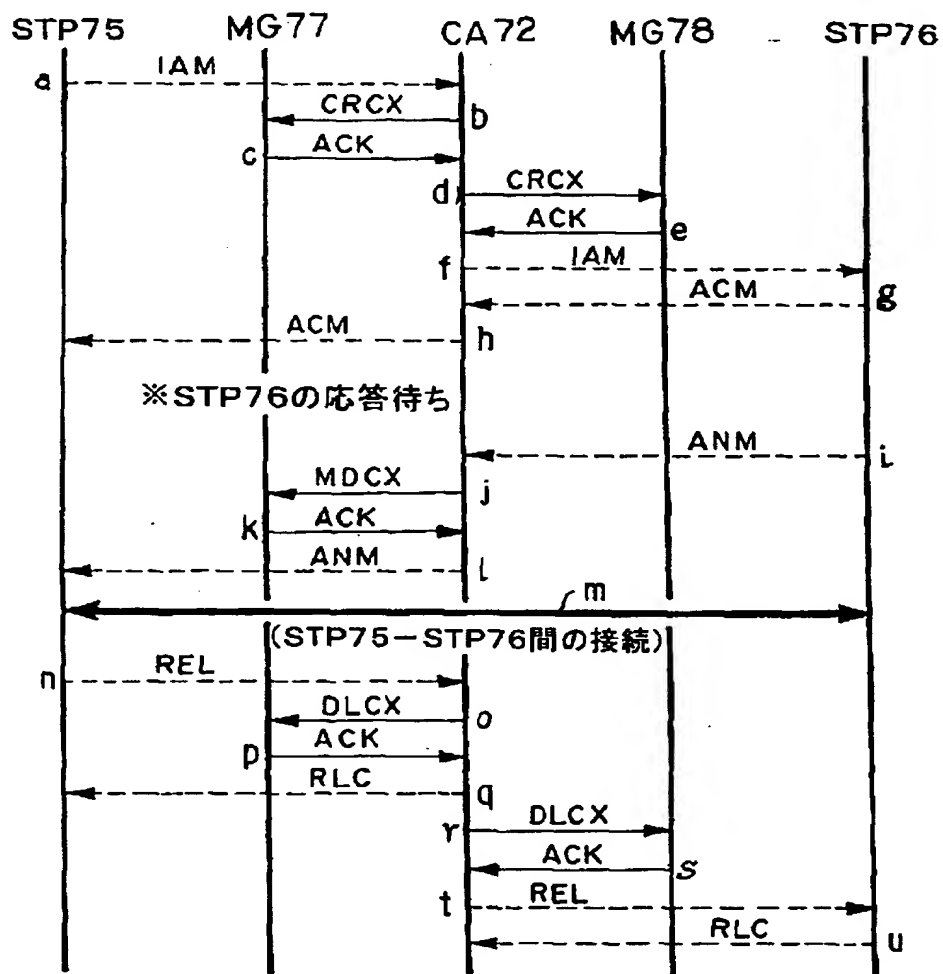 STP75 MG77 CA72 MG78 STP76
a IAM
CRCX b
c ACK
d CRCX
ACK e
f IAM
ACM g
ACM h
※STP76の応答待ち
ANM i
MDCX j
k ACK
ANM l
m
(STP75-STP76間の接続)
n REL
DLCX o
p ACK
RLC q
r DLCX
ACK s
t REL
RLC u